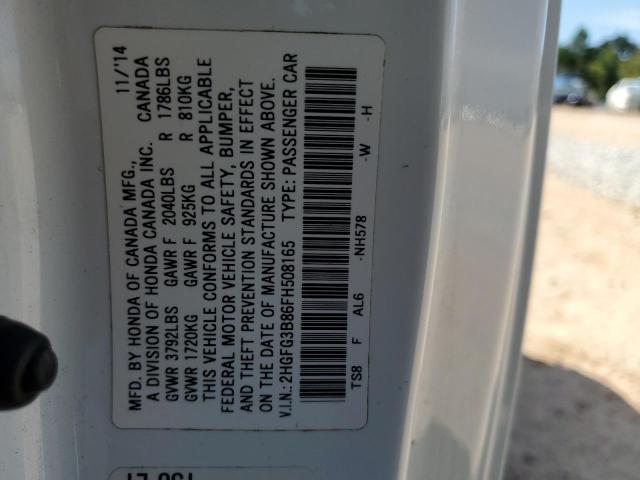 MFD. BY HONDA OF CANADA MFG., 11/'14
A DIVISION OF HONDA CANADA INC. CANADA
GVWR 3792LBS GAWR F 2040LBS R 1786LBS
GVWR 1720KG GAWR F 925KG R 810KG
THIS VEHICLE CONFORMS TO ALL APPLICABLE
FEDERAL MOTOR VEHICLE SAFETY, BUMPER,
AND THEFT PREVENTION STANDARDS IN EFFECT
ON THE DATE OF MANUFACTURE SHOWN ABOVE.
V.I.N.: 2HGFG3B86FH508165 TYPE: PASSENGER CAR
TS8 F AL6 -NH578 -W -H